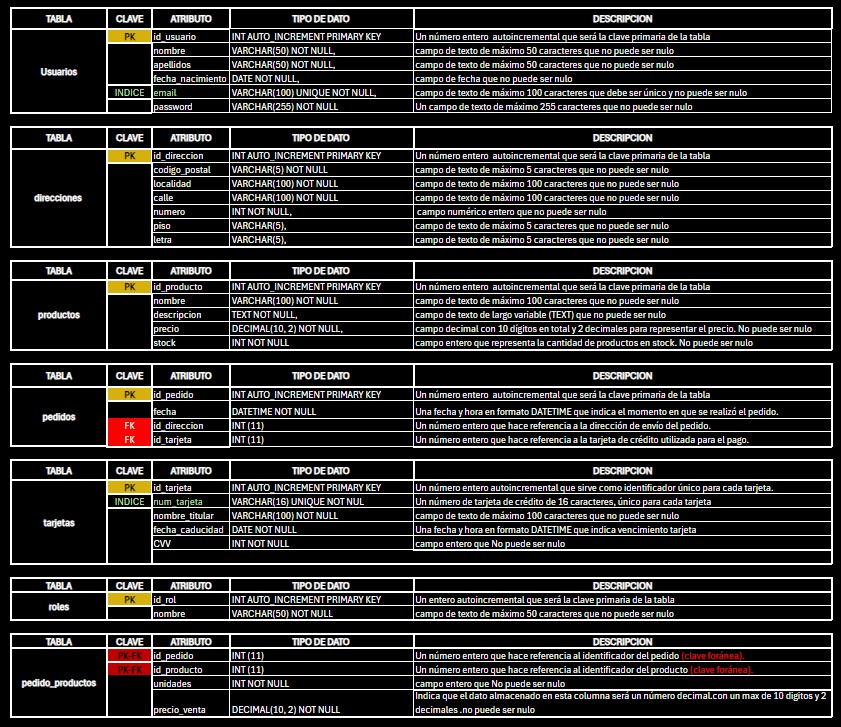 TABLA CLAVE ATRIBUTO TIPO DE DATO DESCRIPCION
Usuarios
PK id_usuario INT AUTO_INCREMENT PRIMARY KEY Un número entero autoincremental que será la clave primaria de la tabla
nombre VARCHAR(50) NOT NULL, campo de texto de máximo 50 caracteres que no puede ser nulo
apellidos VARCHAR(50) NOT NULL, campo de texto de máximo 50 caracteres que no puede ser nulo
fecha_nacimiento DATE NOT NULL, campo de fecha que no puede ser nulo
INDICE email VARCHAR(100) UNIQUE NOT NULL, campo de texto de máximo 100 caracteres que debe ser único y no puede ser nulo
password VARCHAR(255) NOT NULL Un campo de texto de máximo 255 caracteres que no puede ser nulo
TABLA CLAVE ATRIBUTO TIPO DE DATO DESCRIPCION
direcciones
PK id_direccion INT AUTO_INCREMENT PRIMARY KEY Un número entero autoincremental que será la clave primaria de la tabla
codigo_postal VARCHAR(5) NOT NULL campo de texto de máximo 5 caracteres que no puede ser nulo
localidad VARCHAR(100) NOT NULL campo de texto de máximo 100 caracteres que no puede ser nulo
calle VARCHAR(100) NOT NULL campo de texto de máximo 100 caracteres que no puede ser nulo
numero INT NOT NULL, campo numérico entero que no puede ser nulo
piso VARCHAR(5), campo de texto de máximo 5 caracteres que no puede ser nulo
letra VARCHAR(5), campo de texto de máximo 5 caracteres que no puede ser nulo
TABLA CLAVE ATRIBUTO TIPO DE DATO DESCRIPCION
productos
PK id_producto INT AUTO_INCREMENT PRIMARY KEY Un número entero autoincremental que será la clave primaria de la tabla
nombre VARCHAR(100) NOT NULL campo de texto de máximo 100 caracteres que no puede ser nulo
descripcion TEXT NOT NULL, campo de texto de largo variable (TEXT) que no puede ser nulo
precio DECIMAL(10, 2) NOT NULL, campo decimal con 10 dígitos en total y 2 decimales para representar el precio. No puede ser nulo
stock INT NOT NULL campo entero que representa la cantidad de productos en stock. No puede ser nulo
TABLA CLAVE ATRIBUTO TIPO DE DATO DESCRIPCION
pedidos
PK id_pedido INT AUTO_INCREMENT PRIMARY KEY Un número entero autoincremental que será la clave primaria de la tabla
fecha DATETIME NOT NULL Una fecha y hora en formato DATETIME que indica el momento en que se realizó el pedido.
FK id_direccion INT (11) Un número entero que hace referencia a la dirección de envío del pedido.
FK id_tarjeta INT (11) Un número entero que hace referencia a la tarjeta de crédito utilizada para el pago.
TABLA CLAVE ATRIBUTO TIPO DE DATO DESCRIPCION
tarjetas
PK id_tarjeta INT AUTO_INCREMENT PRIMARY KEY Un número entero autoincremental que sirve como identificador único para cada tarjeta.
INDICE num_tarjeta VARCHAR(16) UNIQUE NOT NUL Un número de tarjeta de crédito de 16 caracteres, único para cada tarjeta
nombre_titular VARCHAR(100) NOT NULL campo de texto de máximo 100 caracteres que no puede ser nulo
fecha_caducidad DATE NOT NULL Una fecha y hora en formato DATETIME que indica vencimiento tarjeta
CVV INT NOT NULL campo entero que No puede ser nulo
TABLA CLAVE ATRIBUTO TIPO DE DATO DESCRIPCION
roles
PK id_rol INT AUTO_INCREMENT PRIMARY KEY Un entero autoincremental que será la clave primaria de la tabla
nombre VARCHAR(50) NOT NULL campo de texto de máximo 50 caracteres que no puede ser nulo
TABLA CLAVE ATRIBUTO TIPO DE DATO DESCRIPCION
pedido_productos
PK-FK id_pedido INT (11) Un número entero que hace referencia al identificador del pedido (clave foránea).
PK-FK id_producto INT (11) Un número entero que hace referencia al identificador del producto (clave foránea).
unidades INT NOT NULL campo entero que No puede ser nulo
precio_venta DECIMAL(10, 2) NOT NULL Indica que el dato almacenado en esta columna será un número decimal.con un max de 10 digitos y 2
decimales .no puede ser nulo